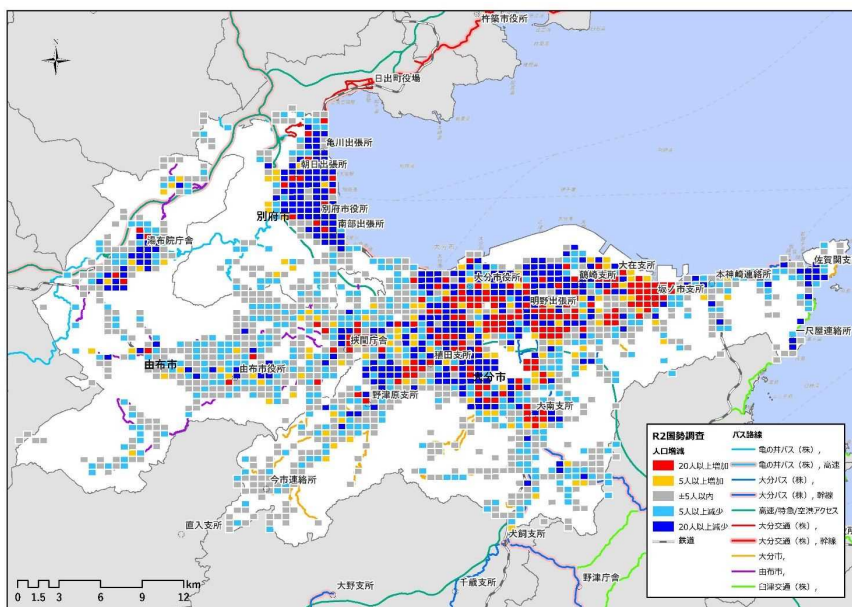 杵築市役所
日出町役場
亀川出張所
朝日出張所
別府市役所
別府市
南部出張所
湯布院庁舎
大分市役所
鶴崎支所
大在支所
本神崎連絡所
佐賀関支
坂ノ市支所
明野出張所
一尺屋連絡所
挾間庁舎
稙田支所
由布市
由布市役所
大分市
野津原支所
大南支所
今市連絡所
直入支所
犬飼支所
大野支所
千歳支所
野津庁舎
R2国勢調査
人口増減
20人以上増加
5人以上増加
±5人以内
5人以上減少
20人以上減少
鉄道
バス路線
亀の井バス（株）,
亀の井バス（株）, 高速
大分バス（株）,
大分バス（株）, 幹線
高速/特急/空港アクセス
大分交通（株）,
大分交通（株）, 幹線
大分市,
由布市,
臼津交通（株）,
0 1.5 3 6 9 12
km